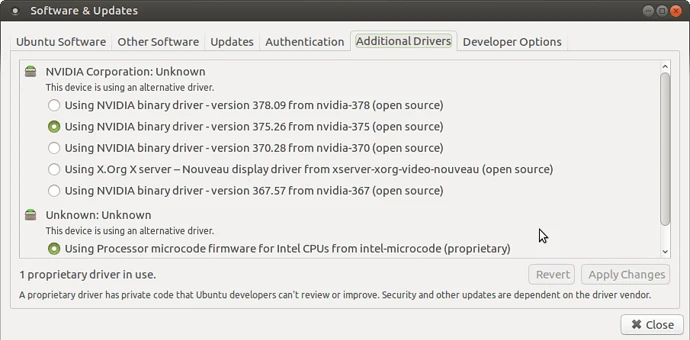 Software & Updates
Ubuntu Software Other Software Updates Authentication Additional Drivers Developer Options
NVIDIA Corporation: Unknown
This device is using an alternative driver.
Using NVIDIA binary driver - version 378.09 from nvidia-378 (open source)
Using NVIDIA binary driver - version 375.26 from nvidia-375 (open source)
Using NVIDIA binary driver - version 370.28 from nvidia-370 (open source)
Using X.Org X server – Nouveau display driver from xserver-xorg-video-nouveau (open source)
Using NVIDIA binary driver - version 367.57 from nvidia-367 (open source)
Unknown: Unknown
This device is using an alternative driver.
Using Processor microcode firmware for Intel CPUs from intel-microcode (proprietary)
1 proprietary driver in use.
Revert Apply Changes
A proprietary driver has private code that Ubuntu developers can't review or improve. Security and other updates are dependent on the driver vendor.
Close